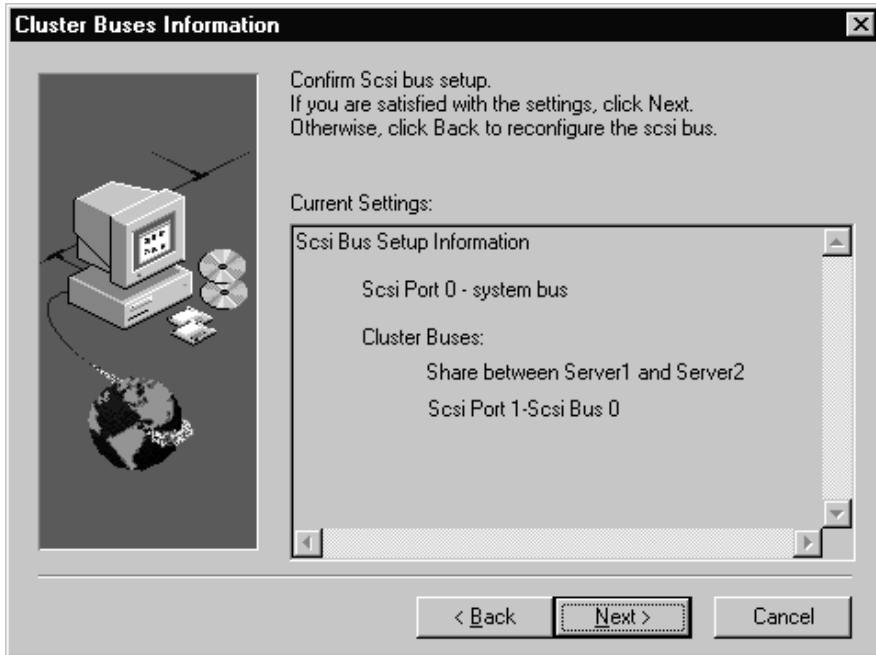 Cluster Buses Information
Confirm Scsi bus setup.
If you are satisfied with the settings, click Next.
Otherwise, click Back to reconfigure the scsi bus.
Current Settings:
Scsi Bus Setup Information
Scsi Port 0 - system bus
Cluster Buses:
Share between Server1 and Server2
Scsi Port 1-Scsi Bus 0
< Back
Next >
Cancel